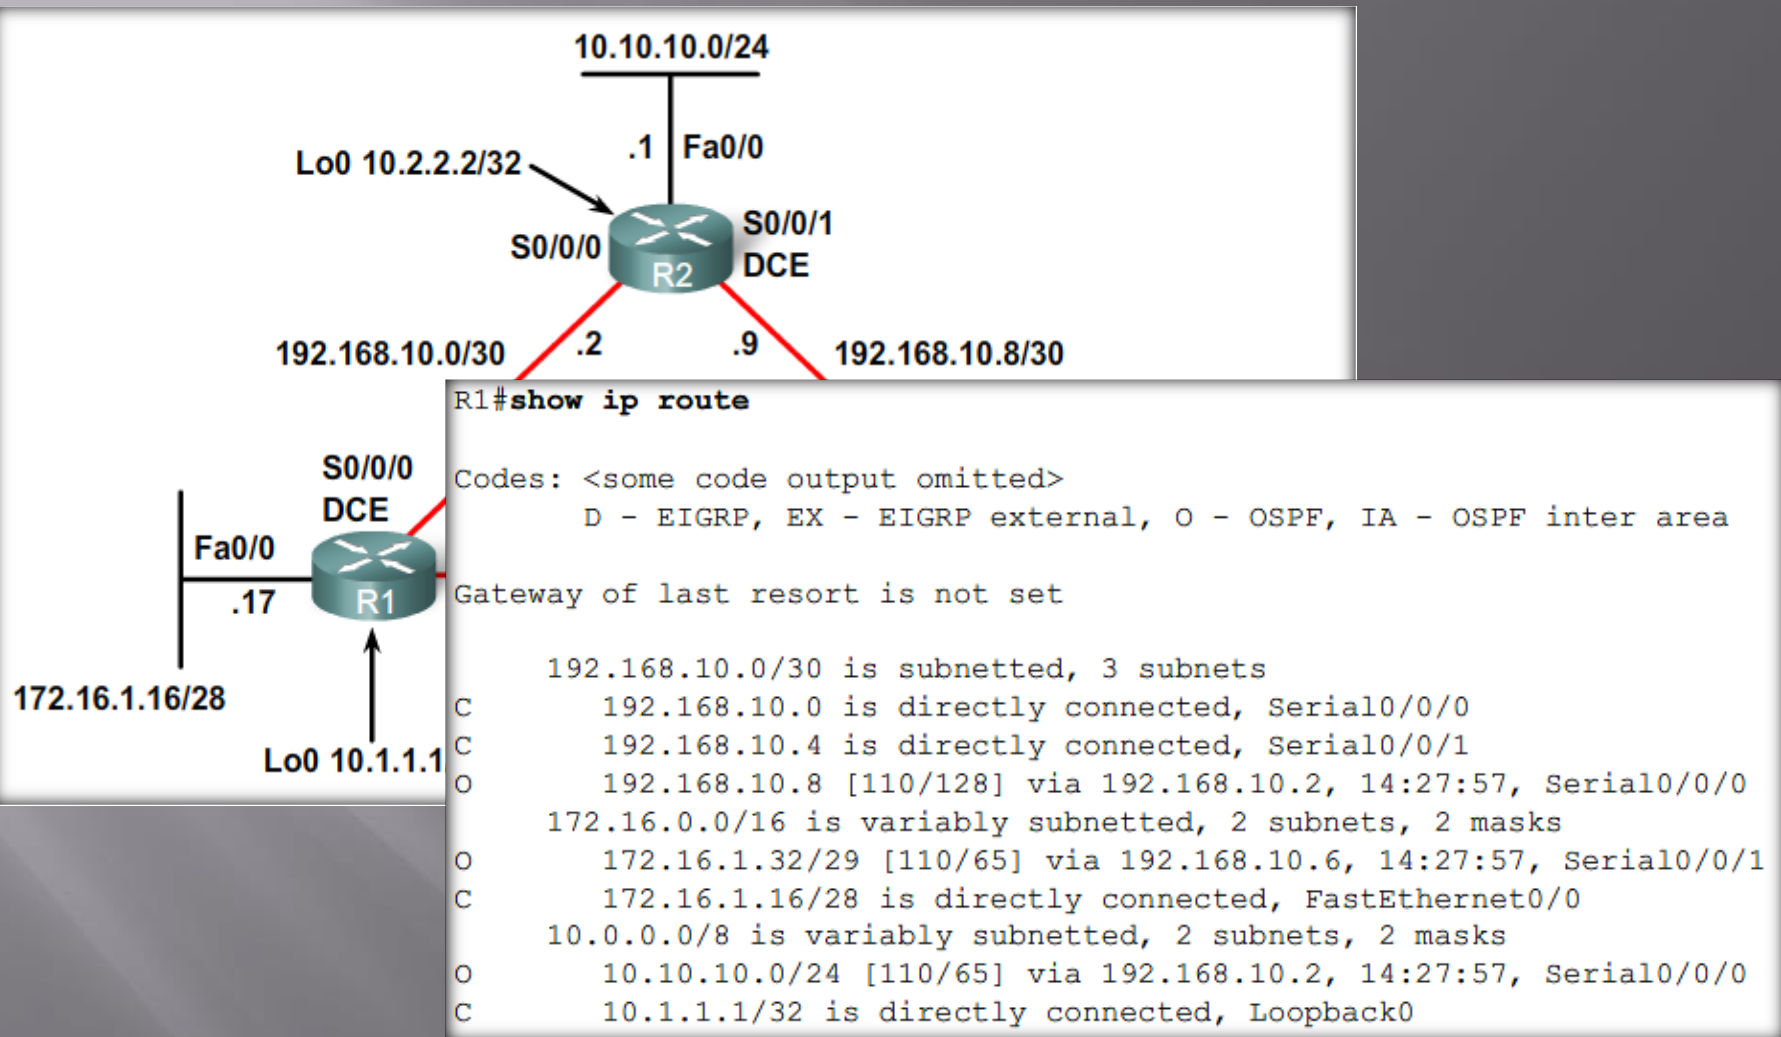 10.10.10.0/24
.1 Fa0/0
Lo0 10.2.2.2/32
S0/0/0
S0/0/1
DCE
R2
192.168.10.0/30
.2
.9
192.168.10.8/30
S0/0/0
DCE
Fa0/0
.17
R1
172.16.1.16/28
Lo0 10.1.1.1
R1#show ip route
Codes: <some code output omitted>
D - EIGRP, EX - EIGRP external, O - OSPF, IA - OSPF inter area
Gateway of last resort is not set
192.168.10.0/30 is subnetted, 3 subnets
C 192.168.10.0 is directly connected, Serial0/0/0
C 192.168.10.4 is directly connected, Serial0/0/1
O 192.168.10.8 [110/128] via 192.168.10.2, 14:27:57, Serial0/0/0
172.16.0.0/16 is variably subnetted, 2 subnets, 2 masks
O 172.16.1.32/29 [110/65] via 192.168.10.6, 14:27:57, Serial0/0/1
C 172.16.1.16/28 is directly connected, FastEthernet0/0
10.0.0.0/8 is variably subnetted, 2 subnets, 2 masks
O 10.10.10.0/24 [110/65] via 192.168.10.2, 14:27:57, Serial0/0/0
C 10.1.1.1/32 is directly connected, Loopback0